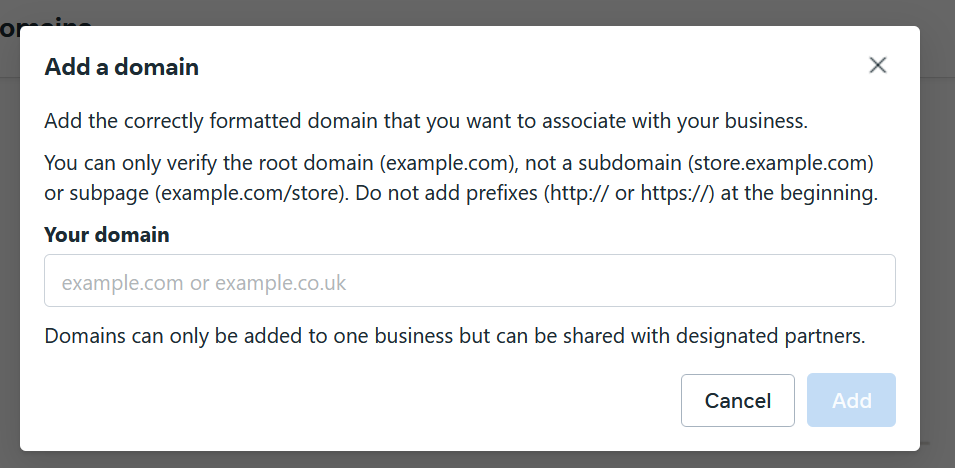 Add a domain
Add the correctly formatted domain that you want to associate with your business.
You can only verify the root domain (example.com), not a subdomain (store.example.com)
or subpage (example.com/store). Do not add prefixes (http:// or https://) at the beginning.
Your domain
example.com or example.co.uk
Domains can only be added to one business but can be shared with designated partners.
Cancel
Add